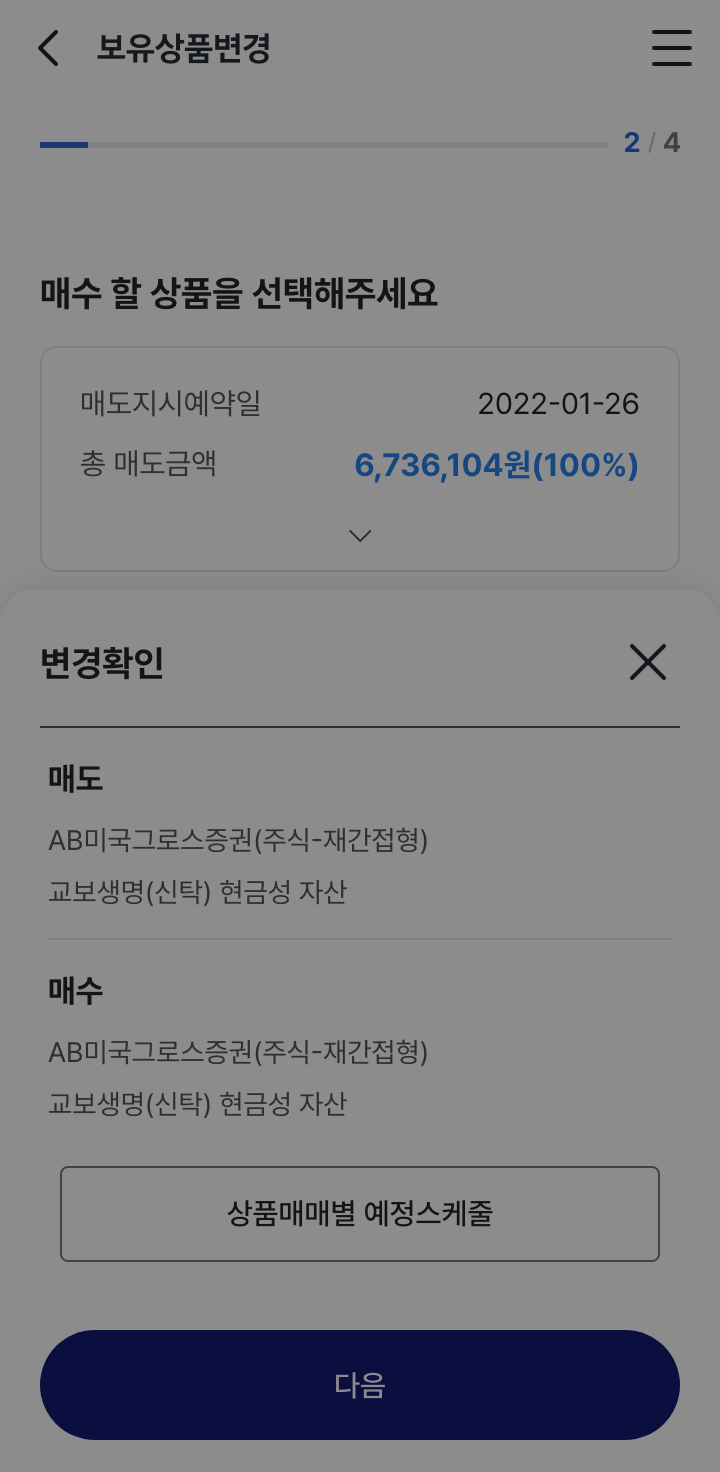 보유상품변경
2 / 4
매수 할 상품을 선택해주세요
매도지시예약일 2022-01-26
총 매도금액 6,736,104원(100%)
변경확인
매도
AB미국그로스증권(주식-재간접형)
교보생명(신탁) 현금성 자산
매수
AB미국그로스증권(주식-재간접형)
교보생명(신탁) 현금성 자산
상품매매별 예정스케줄
다음